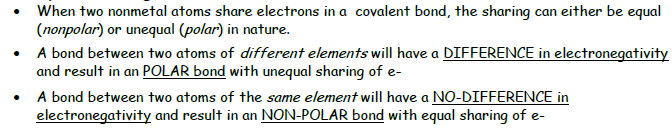 • When two nonmetal atoms share electrons in a covalent bond, the sharing can either be equal
(nonpolar) or unequal (polar) in nature.
• A bond between two atoms of different elements will have a DIFFERENCE in electronegativity
and result in an POLAR bond with unequal sharing of e-
• A bond between two atoms of the same element will have a NO-DIFFERENCE in
electronegativity and result in an NON-POLAR bond with equal sharing of e-